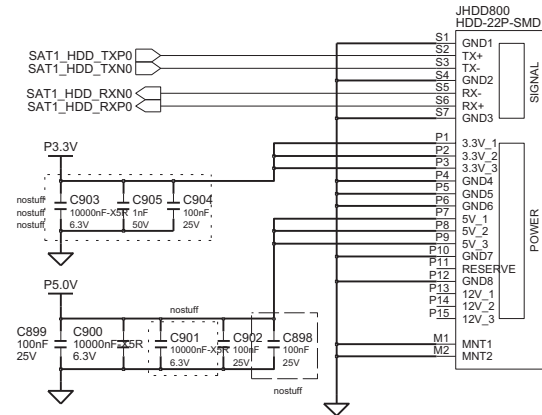 JHDD800
HDD-22P-SMD
S1 GND1
SAT1_HDD_TXP0 S2 TX+
SAT1_HDD_TXN0 S3 TX-
S4 GND2
SAT1_HDD_RXN0 S5 RX-
SAT1_HDD_RXP0 S6 RX+
S7 GND3
SIGNAL
P3.3V
P1 3.3V_1
P2 3.3V_2
P3 3.3V_3
P4 GND4
P5 GND5
P6 GND6
P7 5V_1
P8 5V_2
P9 5V_3
P10 GND7
P11 RESERVE
P12 GND8
P13 12V_1
P14 12V_2
P15 12V_3
POWER
M1 MNT1
M2 MNT2
nostuff
nostuff
nostuff
C903
10000nF-X5R
6.3V
C905
1nF
50V
C904
100nF
25V
P5.0V
nostuff
C899
100nF
25V
C900
10000nF-X5R
6.3V
C901
10000nF-X5R
6.3V
C902
100nF
25V
C898
100nF
25V
nostuff